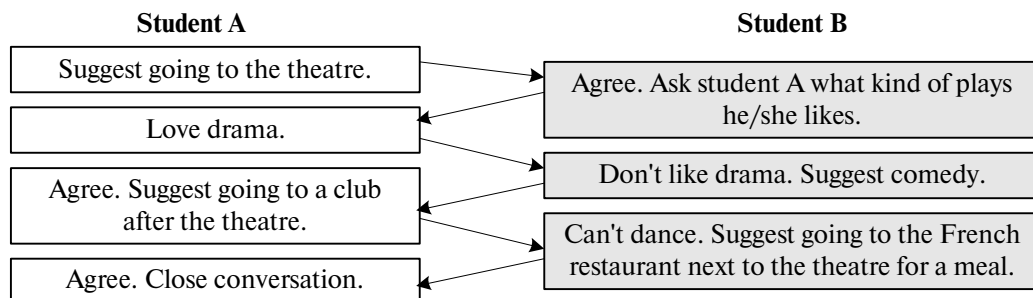 Student A
Student B
Suggest going to the theatre.
Agree. Ask student A what kind of plays
he/she likes.
Love drama.
Don't like drama. Suggest comedy.
Agree. Suggest going to a club
after the theatre.
Can't dance. Suggest going to the French
restaurant next to the theatre for a meal.
Agree. Close conversation.